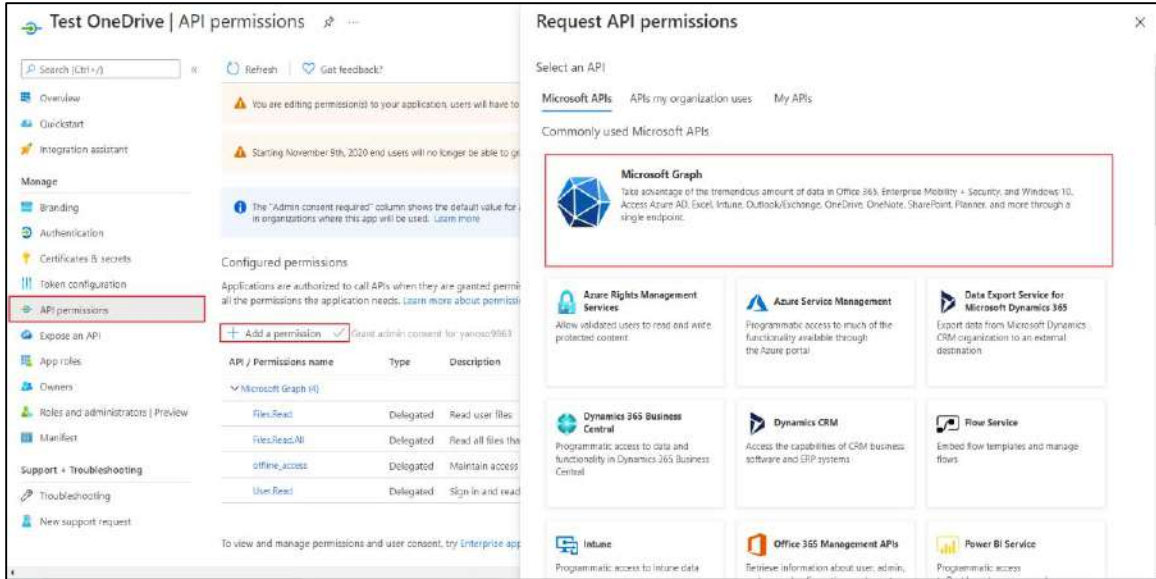 Test OneDrive | API permissions
Search (Ctrl+/)
Overview
Quickstart
Integration assistant
Manage
Branding
Authentication
Certificates & secrets
Token configuration
API permissions
Expose an API
App roles
Owners
Roles and administrators | Preview
Manifest
Support + Troubleshooting
Troubleshooting
New support request
Refresh
Got feedback?
You are editing permission(s) to your application, users will have to
Starting November 9th, 2020 end users will no longer be able to gr
The "Admin consent required" column shows the default value for
in organizations where this app will be used. Learn more
Configured permissions
Applications are authorized to call APIs when they are granted permi
all the permissions the application needs. Learn more about permissi
Add a permission
Grant admin consent for
API / Permissions name Type Description
Microsoft Graph (4)
Files.Read Delegated Read user files
Files.Read.All Delegated Read all files tha
offline_access Delegated Maintain access
User.Read Delegated Sign in and read
To view and manage permissions and user consent, try Enterprise app
Request API permissions
Select an API
Microsoft APIs APIs my organization uses My APIs
Commonly used Microsoft APIs
Microsoft Graph
Take advantage of the tremendous amount of data in Office 365, Enterprise Mobility + Security, and Windows 10.
Access Azure AD, Excel, Intune, Outlook/Exchange, OneDrive, OneNote, SharePoint, Planner, and more through a
single endpoint.
Azure Rights Management
Services
Allow validated users to read and write
protected content
Azure Service Management
Programmatic access to much of the
functionality available through
the Azure portal
Data Export Service for
Microsoft Dynamics 365
Export data from Microsoft Dynamics
CRM organization to an external
destination
Dynamics 365 Business
Central
Programmatic access to data and
functionality in Dynamics 365 Business
Central
Dynamics CRM
Access the capabilities of CRM business
software and ERP systems
Flow Service
Embed flow templates and manage
flows
Intune
Programmatic access to Intune data
Office 365 Management APIs
Retrieve information about user, admin,
Power BI Service
Programmatic access